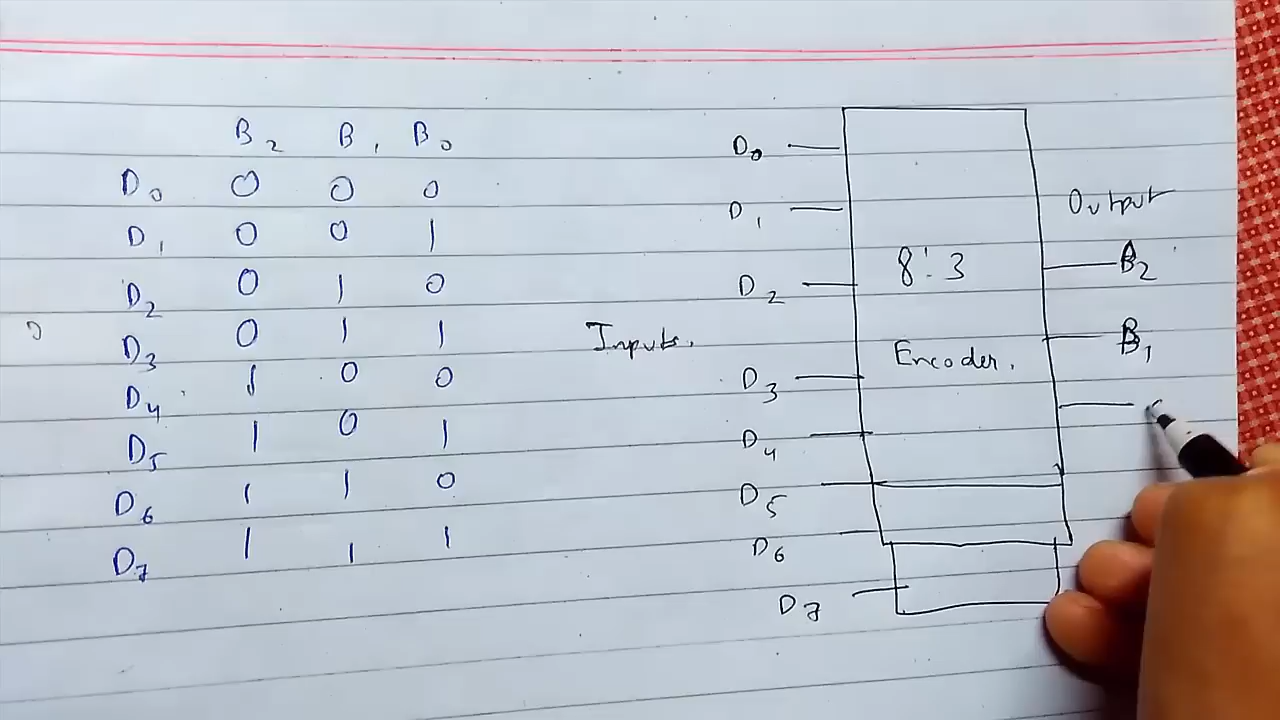 B2 B1 B0
D0 0 0 0
D1 0 0 1
D2 0 1 0
D3 0 1 1
D4 1 0 0
D5 1 0 1
D6 1 1 0
D7 1 1 1
Inputs.
D0
D1
D2
D3
D4
D5
D6
D7
8:3
Encoder.
Output
B2
B1